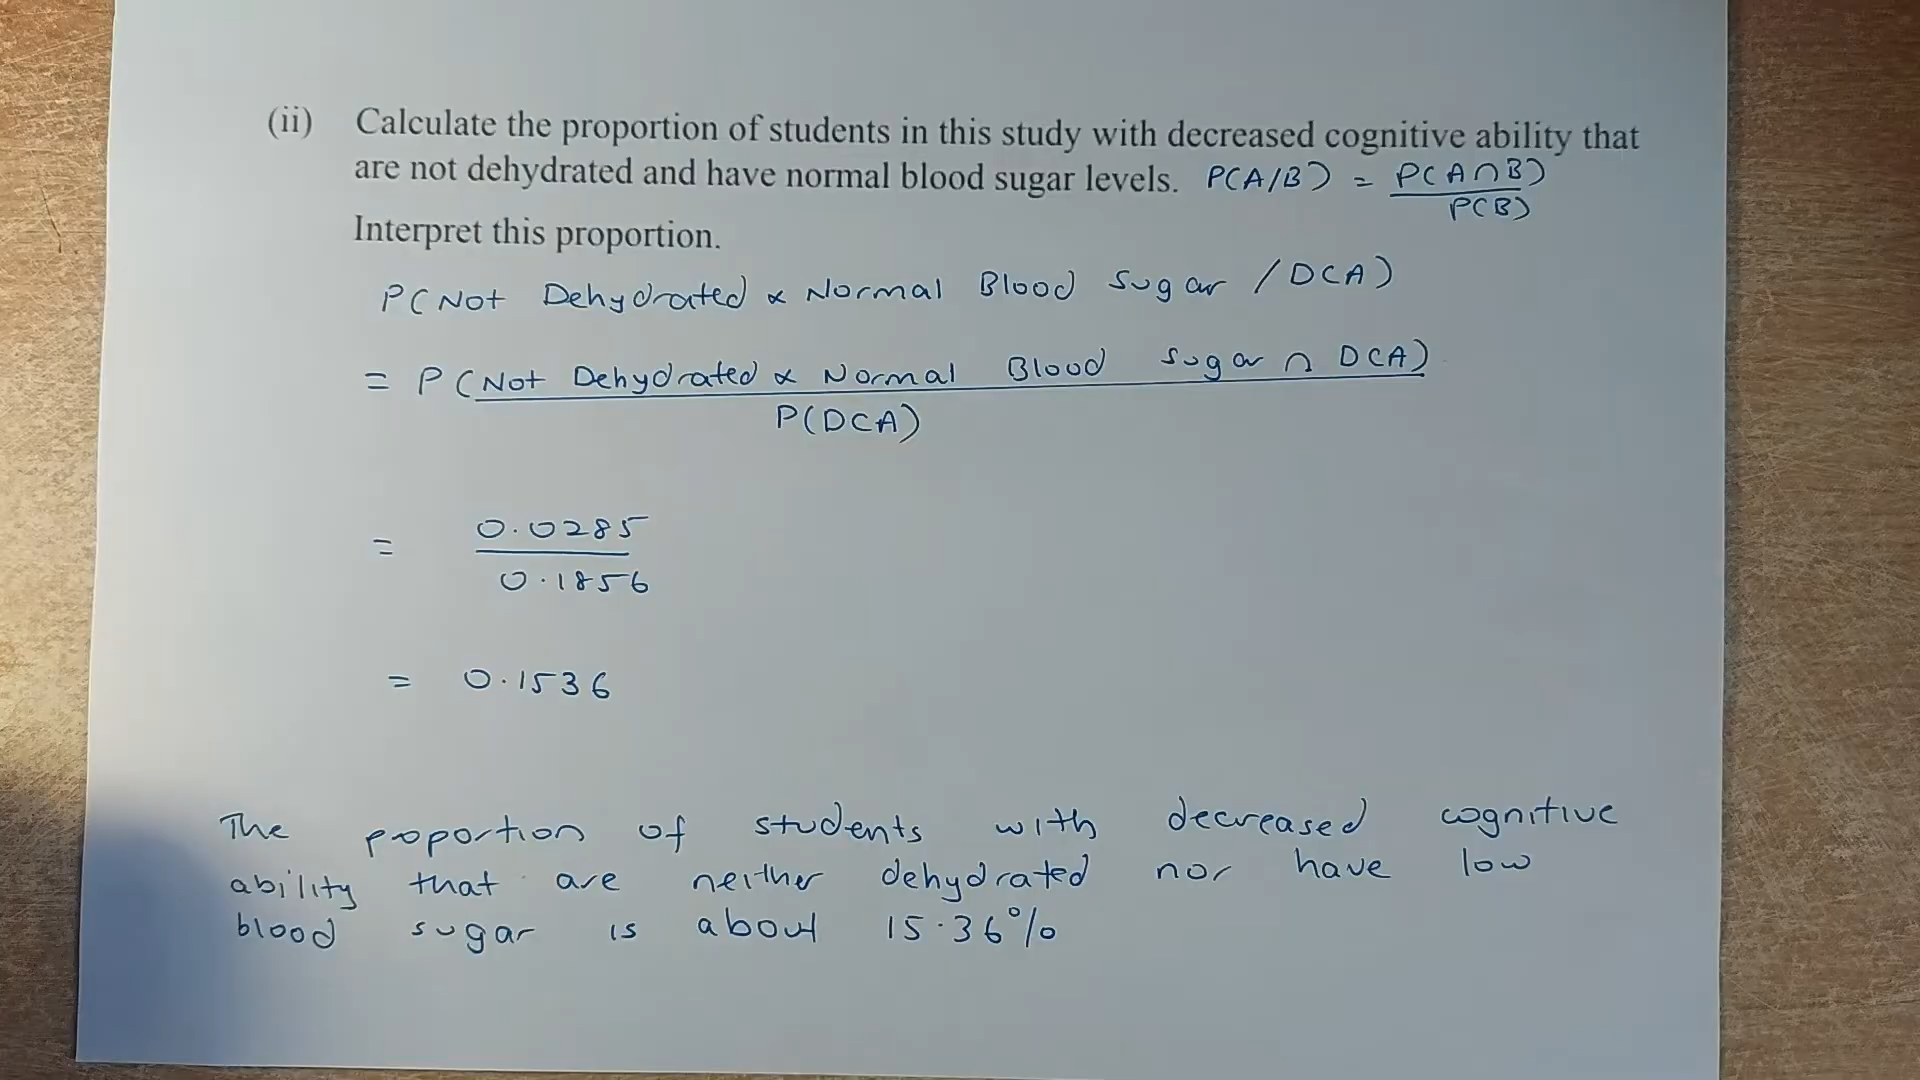 (ii) Calculate the proportion of students in this study with decreased cognitive ability that
are not dehydrated and have normal blood sugar levels. P(A/B) = P(A∩B)
P(B)
Interpret this proportion.
P(Not Dehydrated & Normal Blood Sugar /DCA)
= P(Not Dehydrated & Normal Blood Sugar ∩ DCA)
P(DCA)
= 0.0285
0.1856
= 0.1536
The proportion of students with decreased cognitive
ability that are neither dehydrated nor have low
blood sugar is about 15.36%